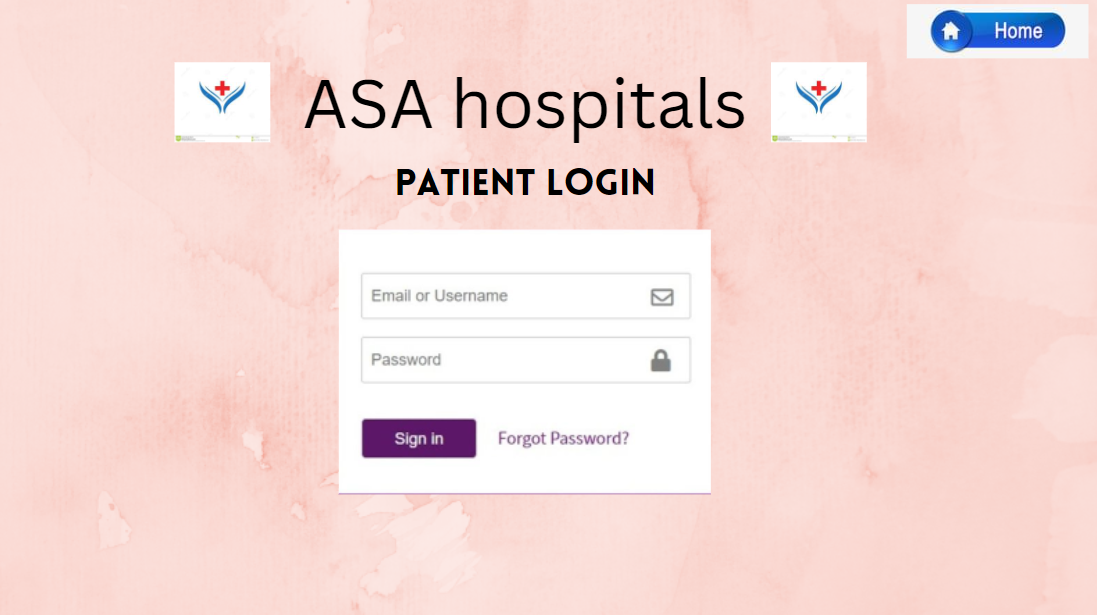 Home
ASA hospitals
PATIENT LOGIN
Email or Username
Password
Sign in
Forgot Password?